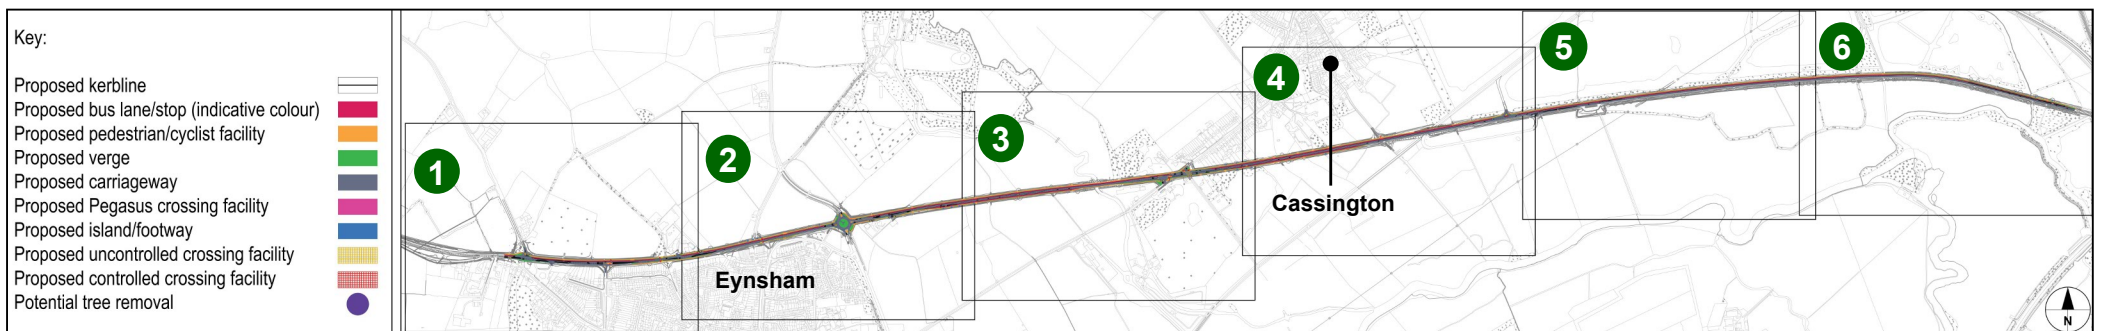 Key:
Proposed kerbline
Proposed bus lane/stop (indicative colour)
Proposed pedestrian/cyclist facility
Proposed verge
Proposed carriageway
Proposed Pegasus crossing facility
Proposed island/footway
Proposed uncontrolled crossing facility
Proposed controlled crossing facility
Potential tree removal
1
2
3
4
5
6
Eynsham
Cassington
N